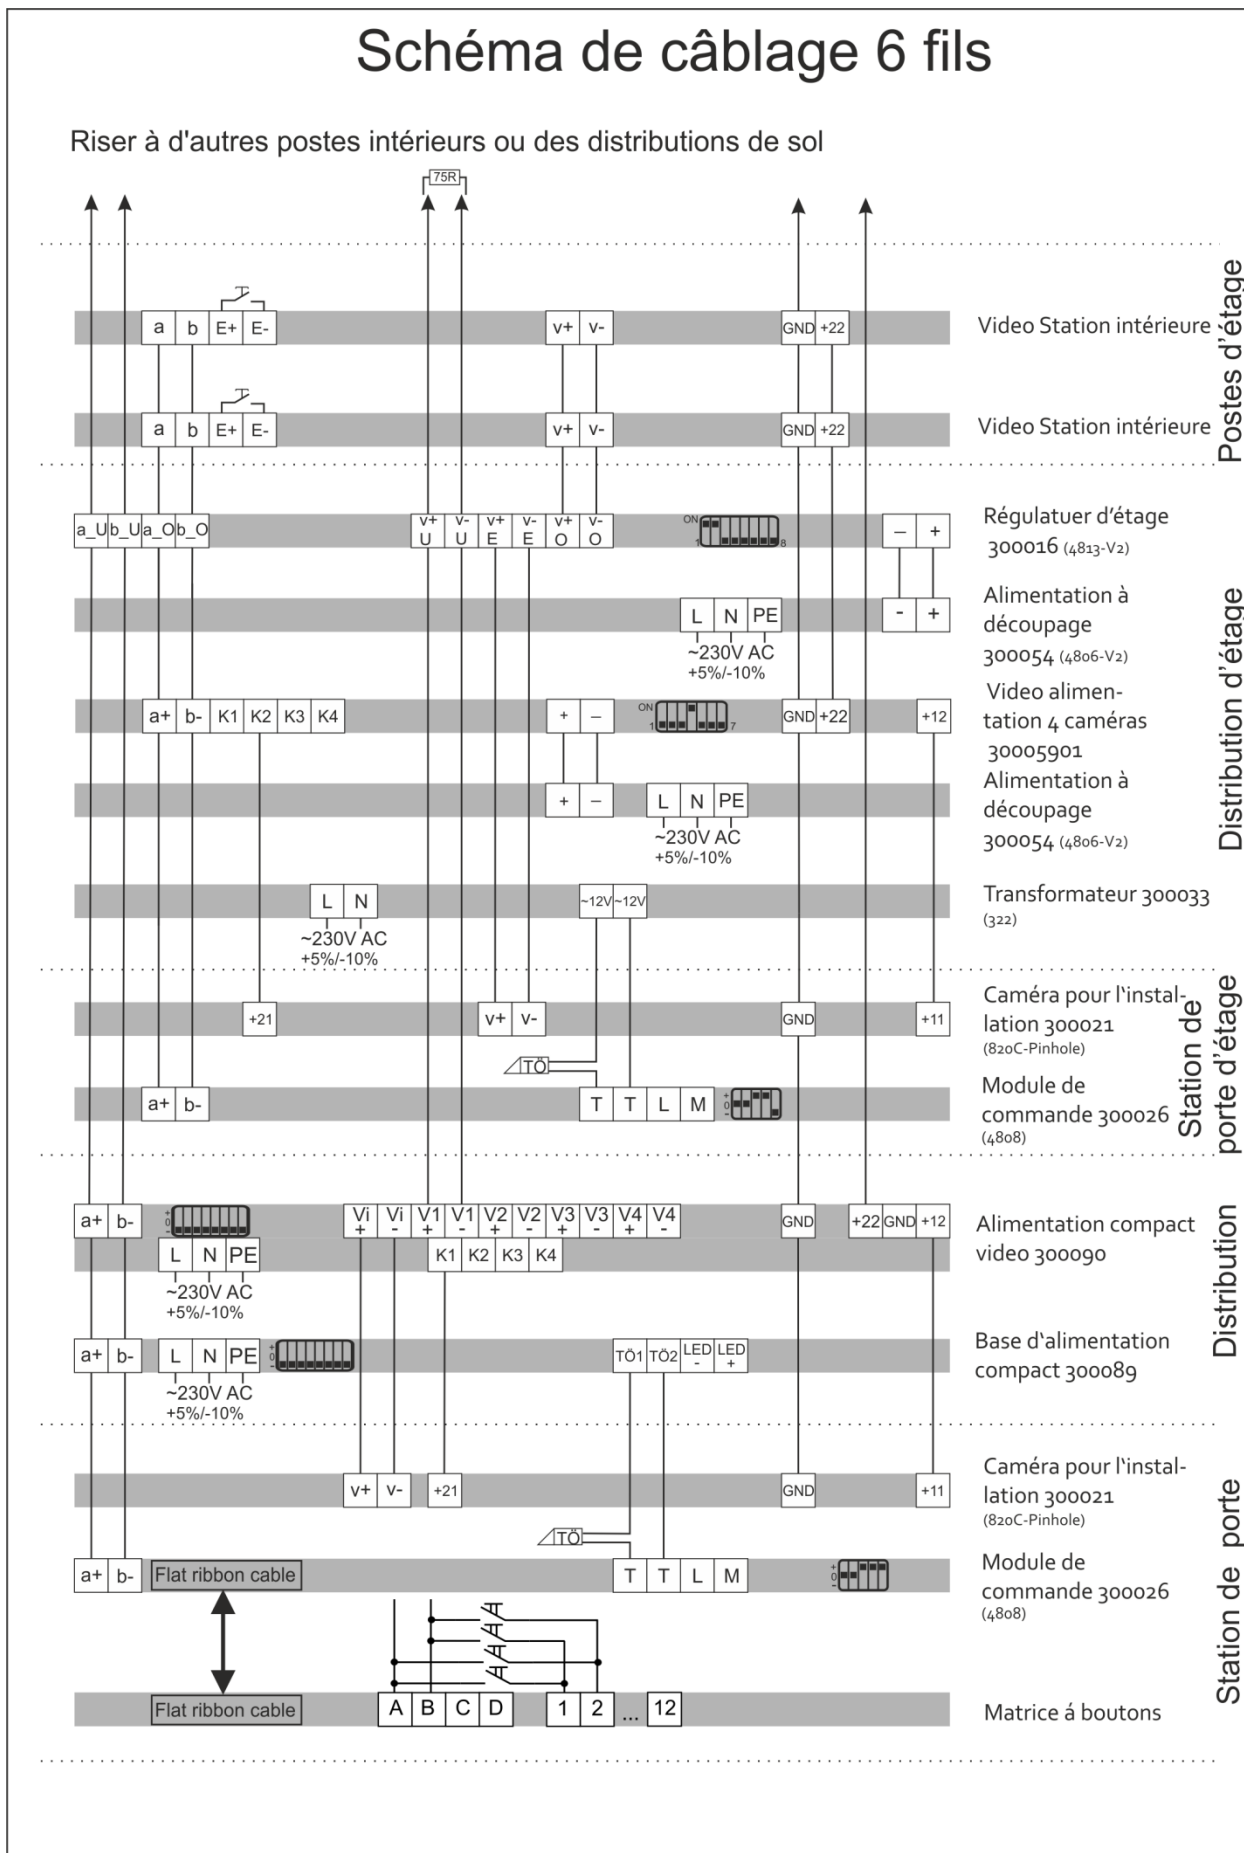 Schéma de câblage 6 fils
Riser à d'autres postes intérieurs ou des distributions de sol
75R
a b E+ E- v+ v- GND +22
Video Station intérieure
a b E+ E- v+ v- GND +22
Video Station intérieure
Postes d'étage
a_U b_U a_O b_O v+ U v- U v+ E v- E v+ O v- O ON 1 8 – +
Régulatuer d'étage
300016 (4813-V2)
L N PE - +
~230V AC
+5%/-10%
Alimentation à
découpage
300054 (4806-V2)
a+ b- K1 K2 K3 K4 + – ON 1 7 GND +22 +12
Video alimen-
tation 4 caméras
30005901
+ – L N PE
~230V AC
+5%/-10%
Alimentation à
découpage
300054 (4806-V2)
L N ~12V ~12V
~230V AC
+5%/-10%
Transformateur 300033
(322)
Distribution d'étage
+21 v+ v- GND +11
Caméra pour l'instal-
lation 300021
(820C-Pinhole)
TÖ
a+ b- T T L M + 0 -
Module de
commande 300026
(4808)
Station de
porte d'étage
a+ b- + 0 - Vi + Vi - V1 + V1 - V2 + V2 - V3 + V3 - V4 + V4 - GND +22 GND +12
L N PE K1 K2 K3 K4
~230V AC
+5%/-10%
Alimentation compact
video 300090
a+ b- L N PE + 0 - TÖ1 TÖ2 LED - LED +
~230V AC
+5%/-10%
Base d'alimentation
compact 300089
Distribution
v+ v- +21 GND +11
Caméra pour l'instal-
lation 300021
(820C-Pinhole)
TÖ
a+ b- Flat ribbon cable T T L M + 0 -
Module de
commande 300026
(4808)
Flat ribbon cable A B C D 1 2 ... 12
Matrice á boutons
Station de porte